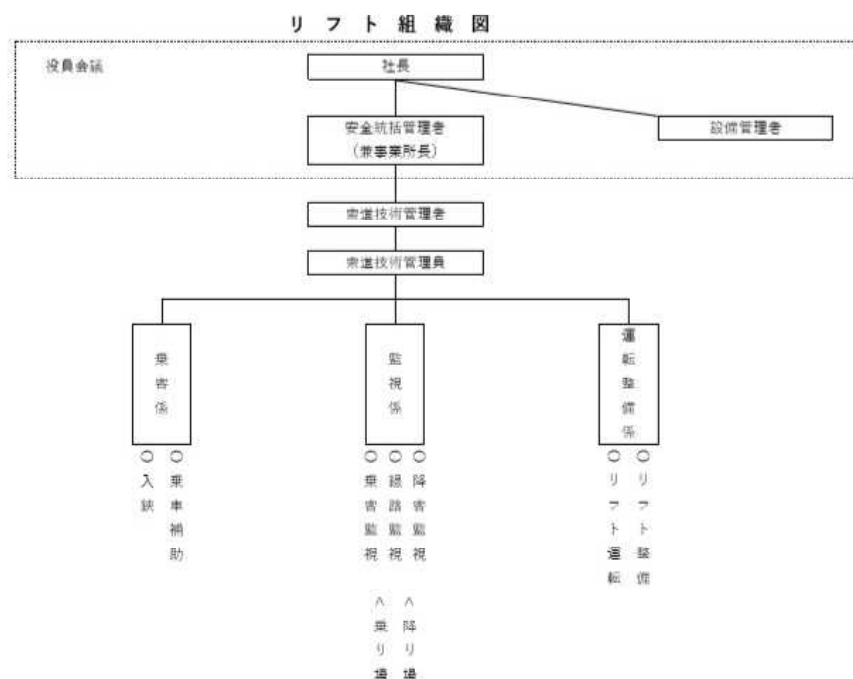 リフト組織図
役員会議
社長
安全統括管理者
（兼事業所長）
設備管理者
索道技術管理者
索道技術管理員
乗客係
監視係
運転整備係
○乗車補助
○入鋏
○降客監視
○線路監視
○乗客監視
○リフト整備
○リフト運転
＜降り場
＜乗り場